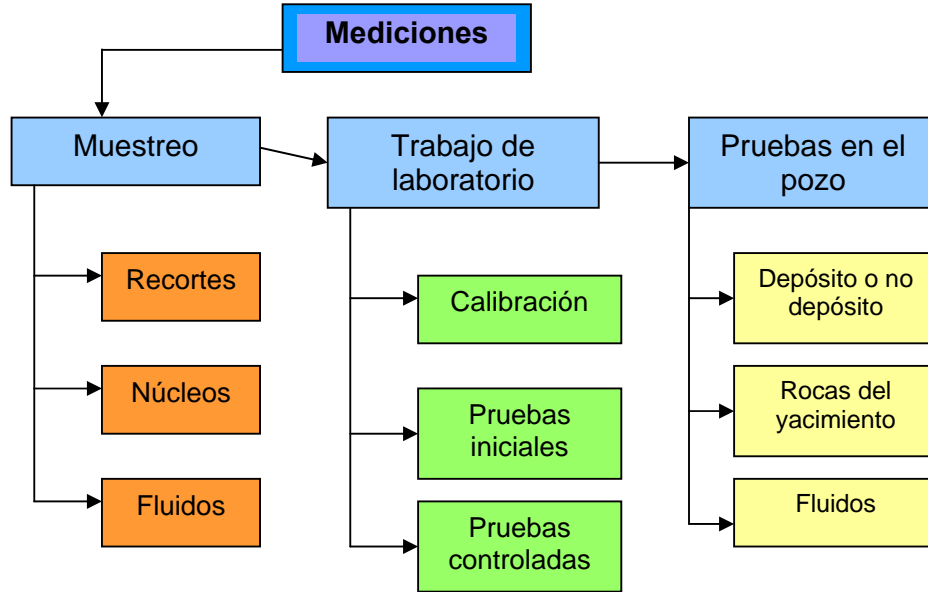 Mediciones
Muestreo
Trabajo de
laboratorio
Pruebas en el
pozo
Recortes
Núcleos
Fluidos
Calibración
Pruebas
iniciales
Pruebas
controladas
Depósito o no
depósito
Rocas del
yacimiento
Fluidos